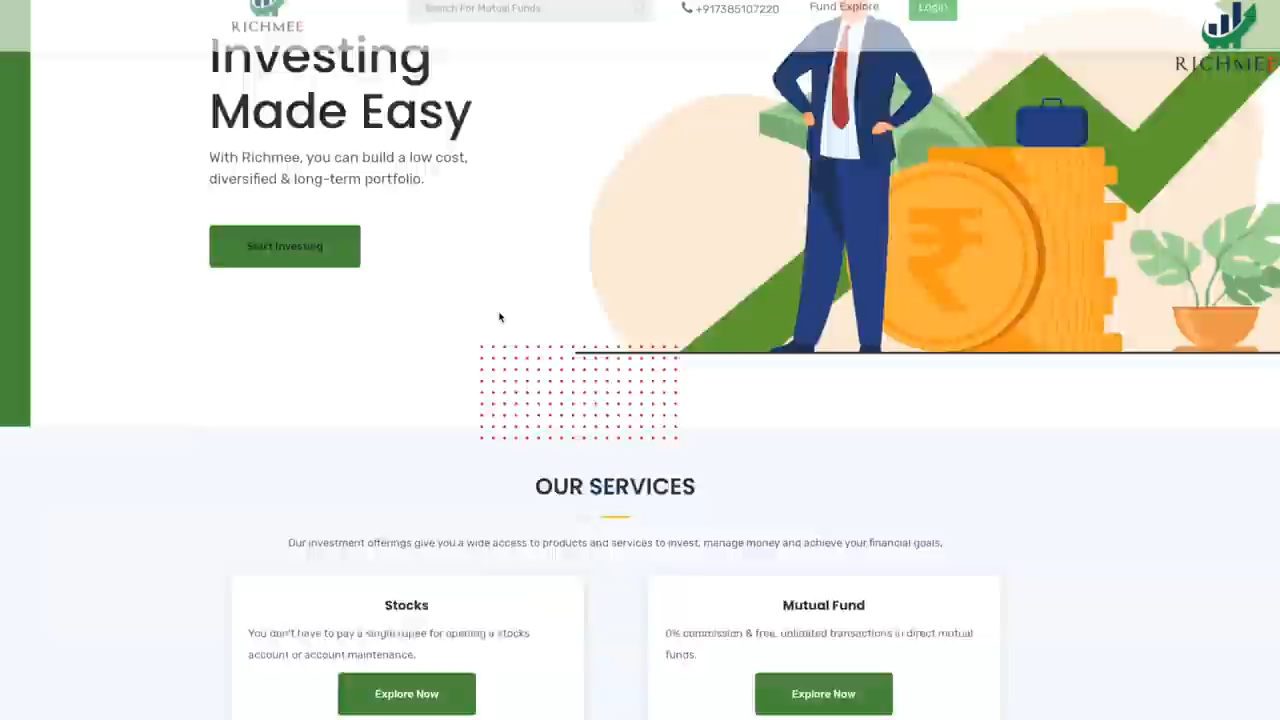 RICHMEE
Search For Mutual Funds
+917385107220
Fund Explore
Login
RICHMEE
Investing
Made Easy
With Richmee, you can build a low cost,
diversified & long-term portfolio.
Start Investing
₹
OUR SERVICES
Our investment offerings give you a wide access to products and services to invest, manage money and achieve your financial goals,
Stocks
You don't have to pay a single rupee for opening a stocks
account or account maintenance.
Explore Now
Mutual Fund
0% commission & free, unlimited transactions in direct mutual
funds.
Explore Now